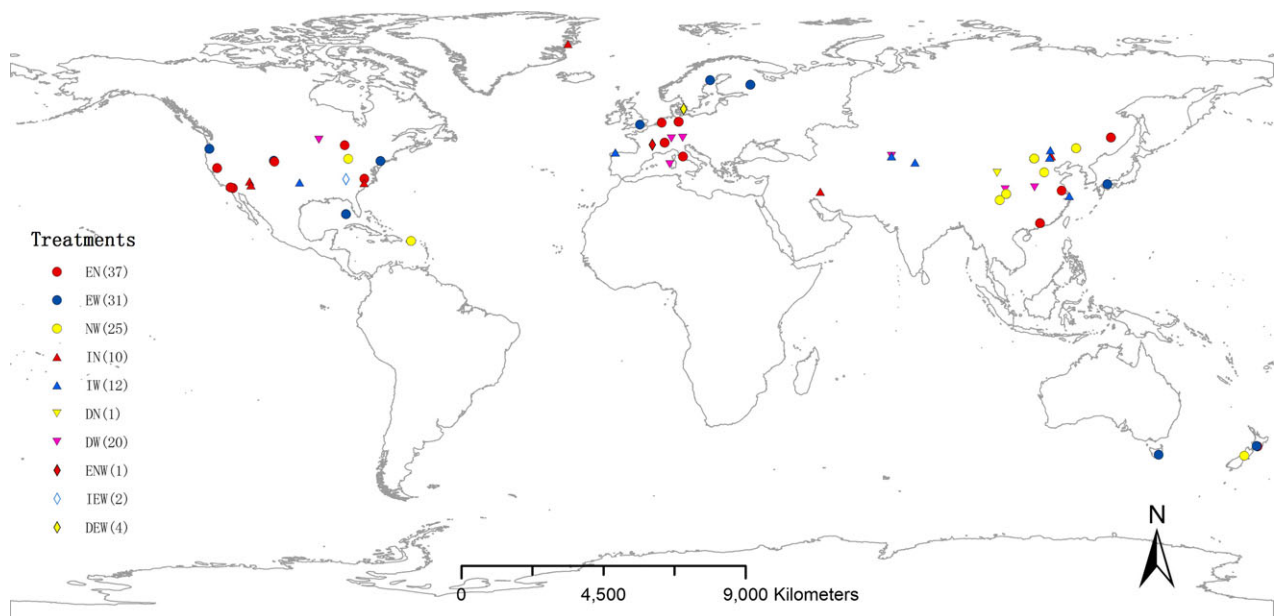 Treatments
EN(37)
EW(31)
NW(25)
IN(10)
IW(12)
DN(1)
DW(20)
ENW(1)
IEW(2)
DEW(4)
N
0 4,500 9,000 Kilometers